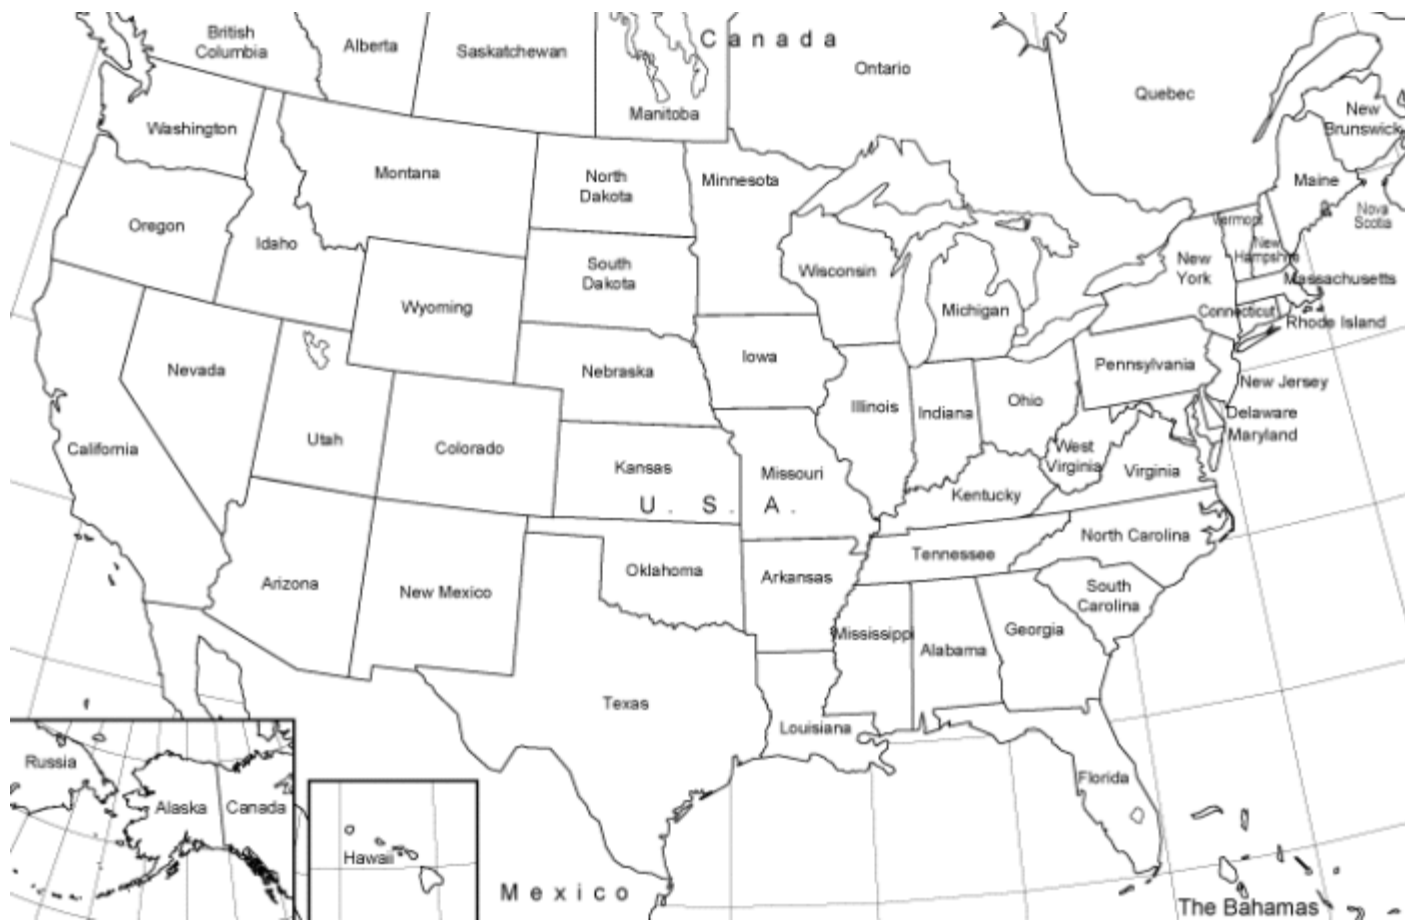 British
Columbia
Alberta
Saskatchewan
Canada
Manitoba
Ontario
Quebec
New
Brunswick
Washington
Montana
North
Dakota
Minnesota
Maine
Nova
Scotia
Vermont
Oregon
Idaho
New
Hampshire
South
Dakota
Wisconsin
New
York
Massachusetts
Wyoming
Michigan
Connecticut
Rhode Island
Nevada
Nebraska
Iowa
Pennsylvania
New Jersey
Illinois
Indiana
Ohio
Delaware
Maryland
California
Utah
Colorado
Kansas
Missouri
West
Virginia
Virginia
Kentucky
U. S. A.
North Carolina
Tennessee
Arizona
New Mexico
Oklahoma
Arkansas
South
Carolina
Georgia
Mississippi
Alabama
Texas
Louisiana
Florida
Russia
Alaska
Canada
Hawaii
Mexico
The Bahamas